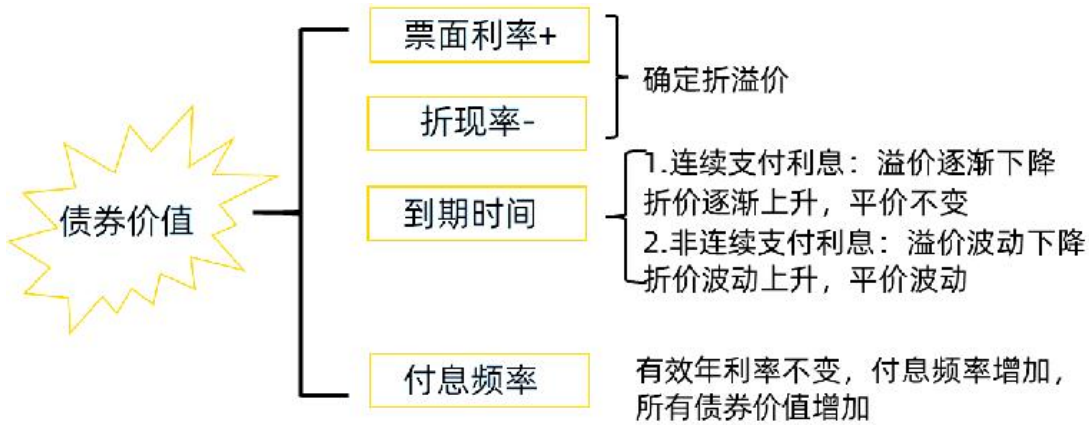 债券价值
票面利率+
折现率-
确定折溢价
到期时间
1.连续支付利息：溢价逐渐下降
折价逐渐上升，平价不变
2.非连续支付利息：溢价波动下降
折价波动上升，平价波动
付息频率
有效年利率不变，付息频率增加，
所有债券价值增加